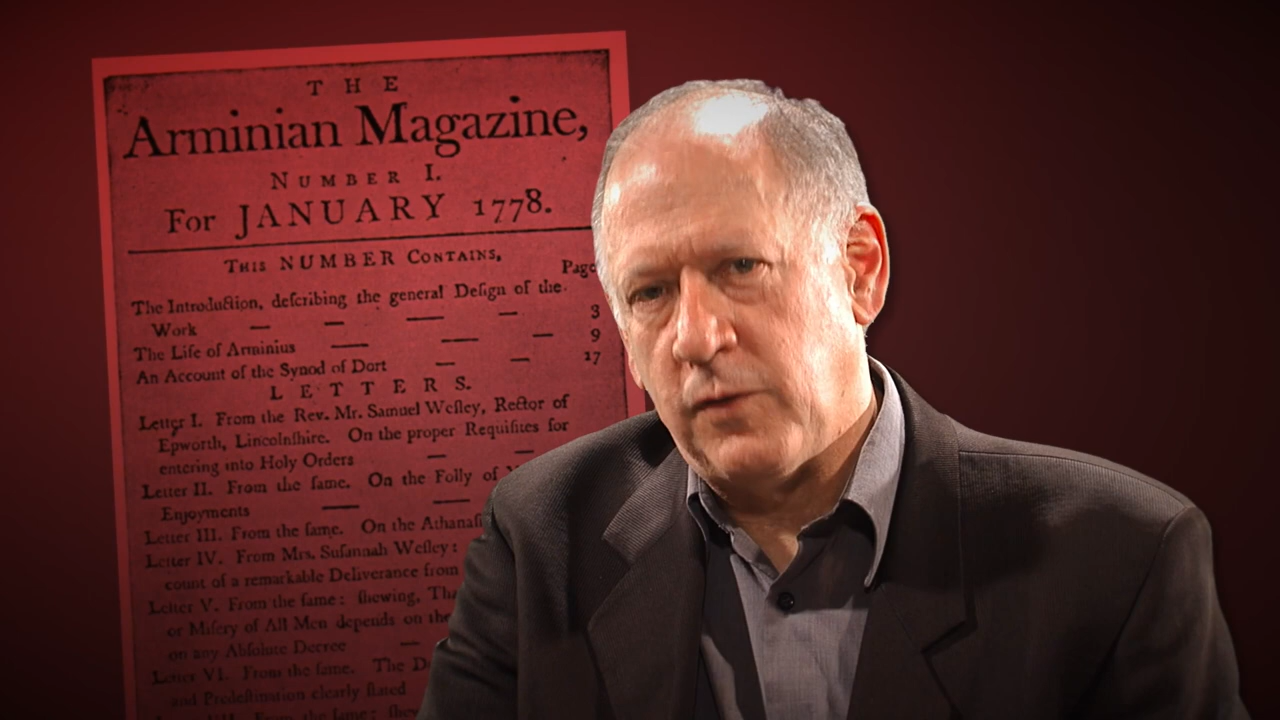 THE
Arminian Magazine,
NUMBER I.
For JANUARY 1778.
THIS NUMBER CONTAINS,
Page
The Introduction, deſcribing the general Deſign of the
Work — — — — 3
The Life of Arminius — — — 9
An Account of the Synod of Dort — — 17
LETTERS.
Letter I. From the Rev. Mr. Samuel Weſley, Rector of
Epworth, Lincolnſhire. On the proper Requiſites for
entering into Holy Orders — —
Letter II. From the ſame. On the Folly of
Enjoyments — —
Letter III. From the ſame. On the Athanaſ
Letter IV. From Mrs. Suſannah Weſley:
count of a remarkable Deliverance from
Letter V. From the ſame: ſhewing, Tha
or Miſery of All Men depends on the
on any Abſolute Decree —
Letter VI. From the ſame. The D
and Predeſtination clearly ſtated
From the ſame: ſhew